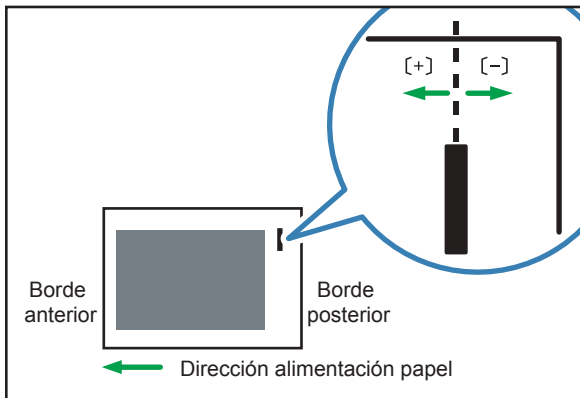 [+] [−]
Borde
anterior
Borde
posterior
Dirección alimentación papel